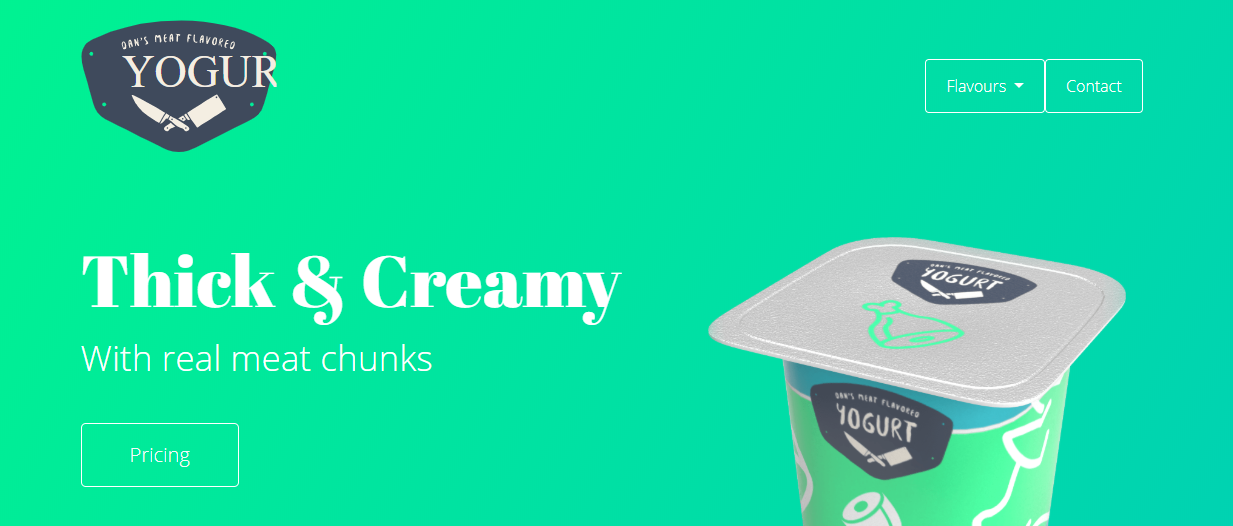 DAN'S MEAT FLAVORED
YOGUR
Flavours
Contact
Thick & Creamy
With real meat chunks
Pricing
DAN'S MEAT FLAVORED
YOGURT
DAN'S MEAT FLAVORED
YOGURT